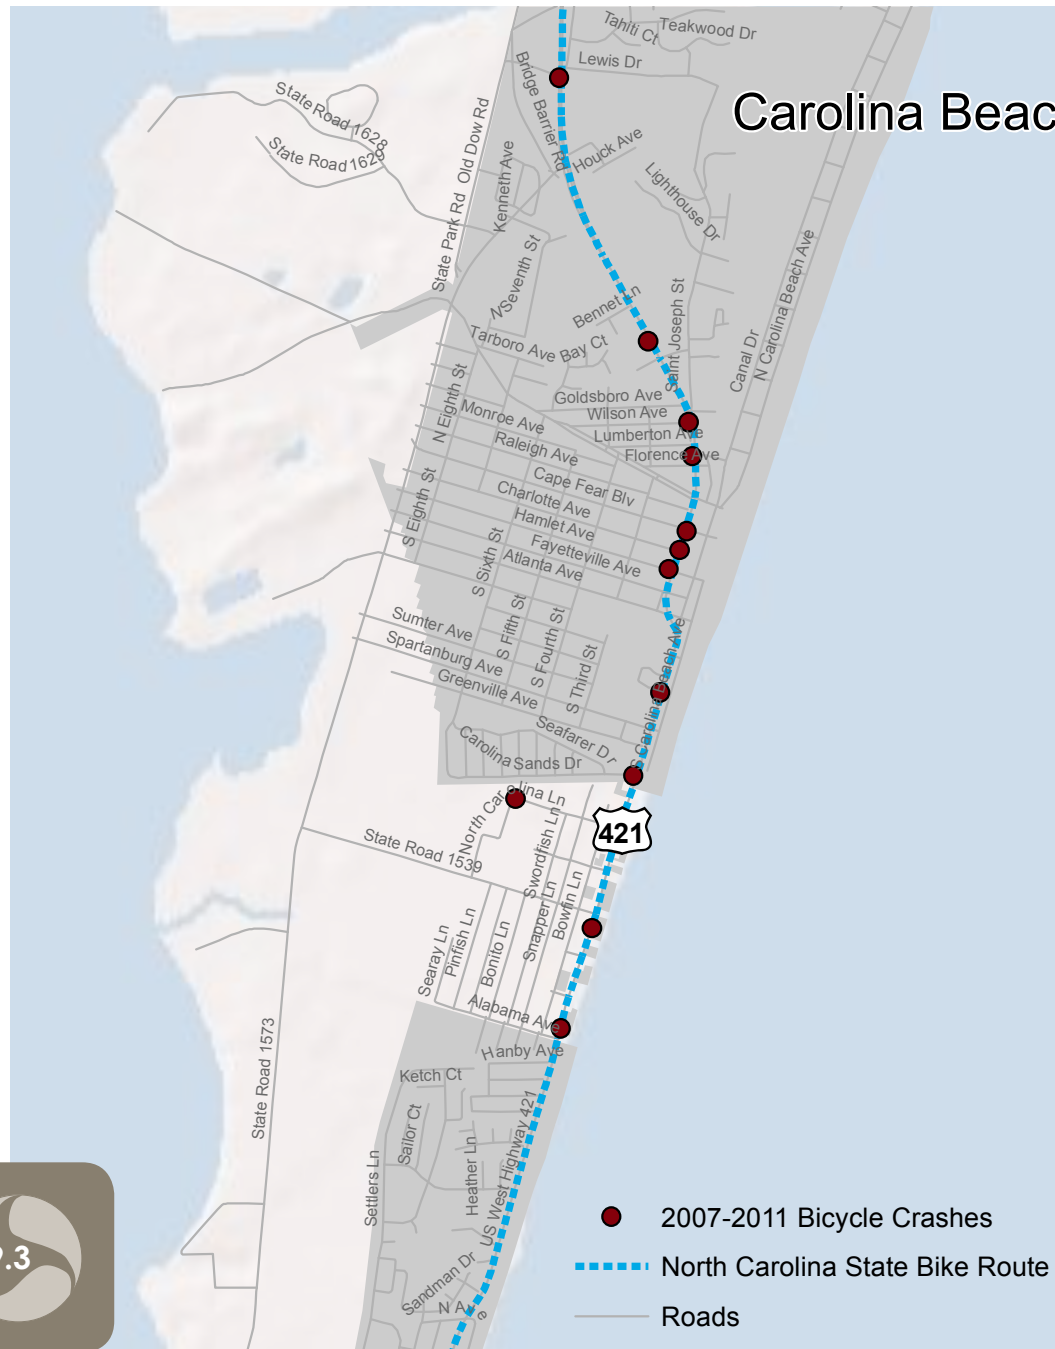 Tahiti Ct
Teakwood Dr
Lewis Dr
Carolina Beac
Bridge Barrier Rd
State Road 1628
State Road 1629
Old Dow Rd
Houck Ave
Kenneth Ave
Lighthouse Dr
State Park Rd
N Seventh St
Bennet Ln
Saint Joseph St
N Carolina Beach Ave
Canal Dr
Tarboro Ave
Bay Ct
Goldsboro Ave
Wilson Ave
N Eighth St
Monroe Ave
Lumberton Ave
Raleigh Ave
Florence Ave
Cape Fear Blv
Charlotte Ave
S Eighth St
Hamlet Ave
Fayetteville Ave
S Sixth St
Atlanta Ave
Sumter Ave
S Fifth St
S Fourth St
Spartanburg Ave
S Third St
S Carolina Beach Ave
Greenville Ave
Seafarer Dr
Carolina Sands Dr
North Carolina Ln
421
State Road 1539
Swordfish Ln
Snapper Ln
Bowfin Ln
Searay Ln
Pinfish Ln
Bonito Ln
Alabama Ave
Hanby Ave
State Road 1573
Ketch Ct
Sailor Ct
US West Highway 421
Heather Ln
Settlers Ln
Sandman Dr
N Ave
.3
2007-2011 Bicycle Crashes
North Carolina State Bike Route
Roads